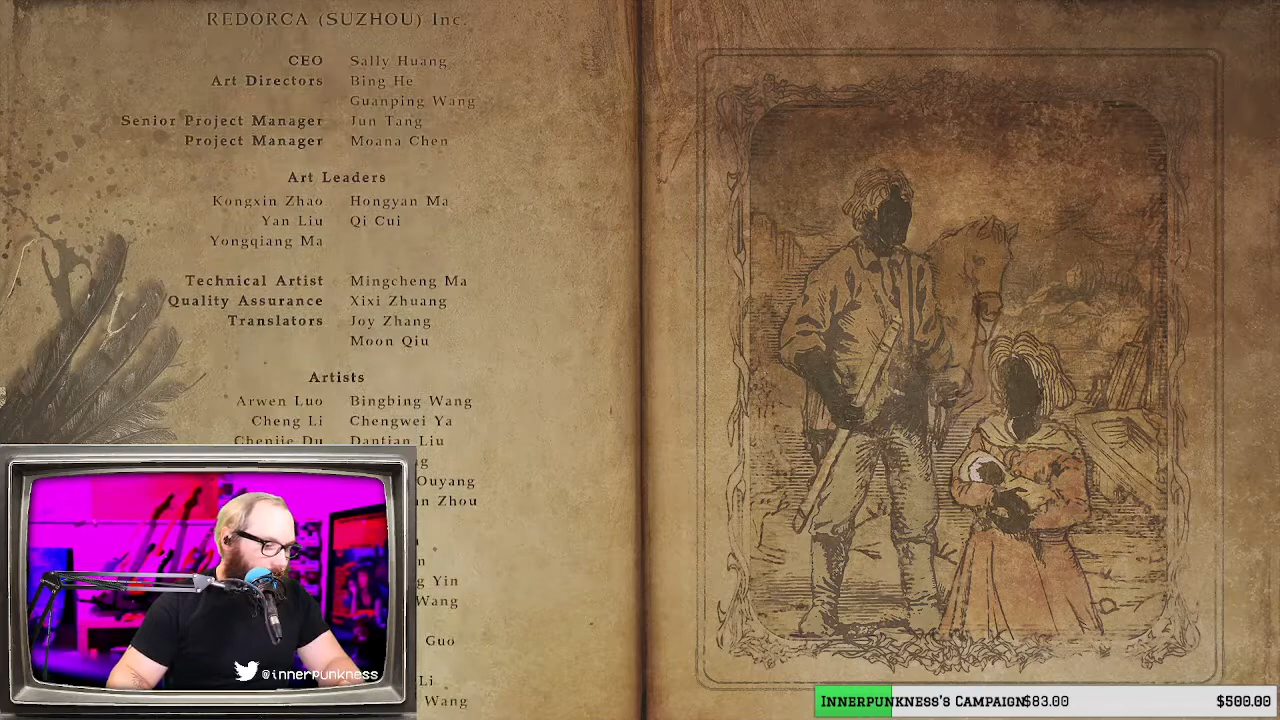 REDORCA (SUZHOU) Inc.
CEO Sally Huang
Art Directors Bing He
Guanping Wang
Senior Project Manager Jun Tang
Project Manager Moana Chen
Art Leaders
Kongxin Zhao Hongyan Ma
Yan Liu Qi Cui
Yongqiang Ma
Technical Artist Mingcheng Ma
Quality Assurance Xixi Zhuang
Translators Joy Zhang
Moon Qiu
Artists
Arwen Luo Bingbing Wang
Cheng Li Chengwei Ya
Chenjie Du Dantian Liu
Ouyang
Zhou
Yin
Wang
Guo
Li
Wang
@innerpunkness
INNERPUNKNESS'S CAMPAIGN $83.00 $500.00